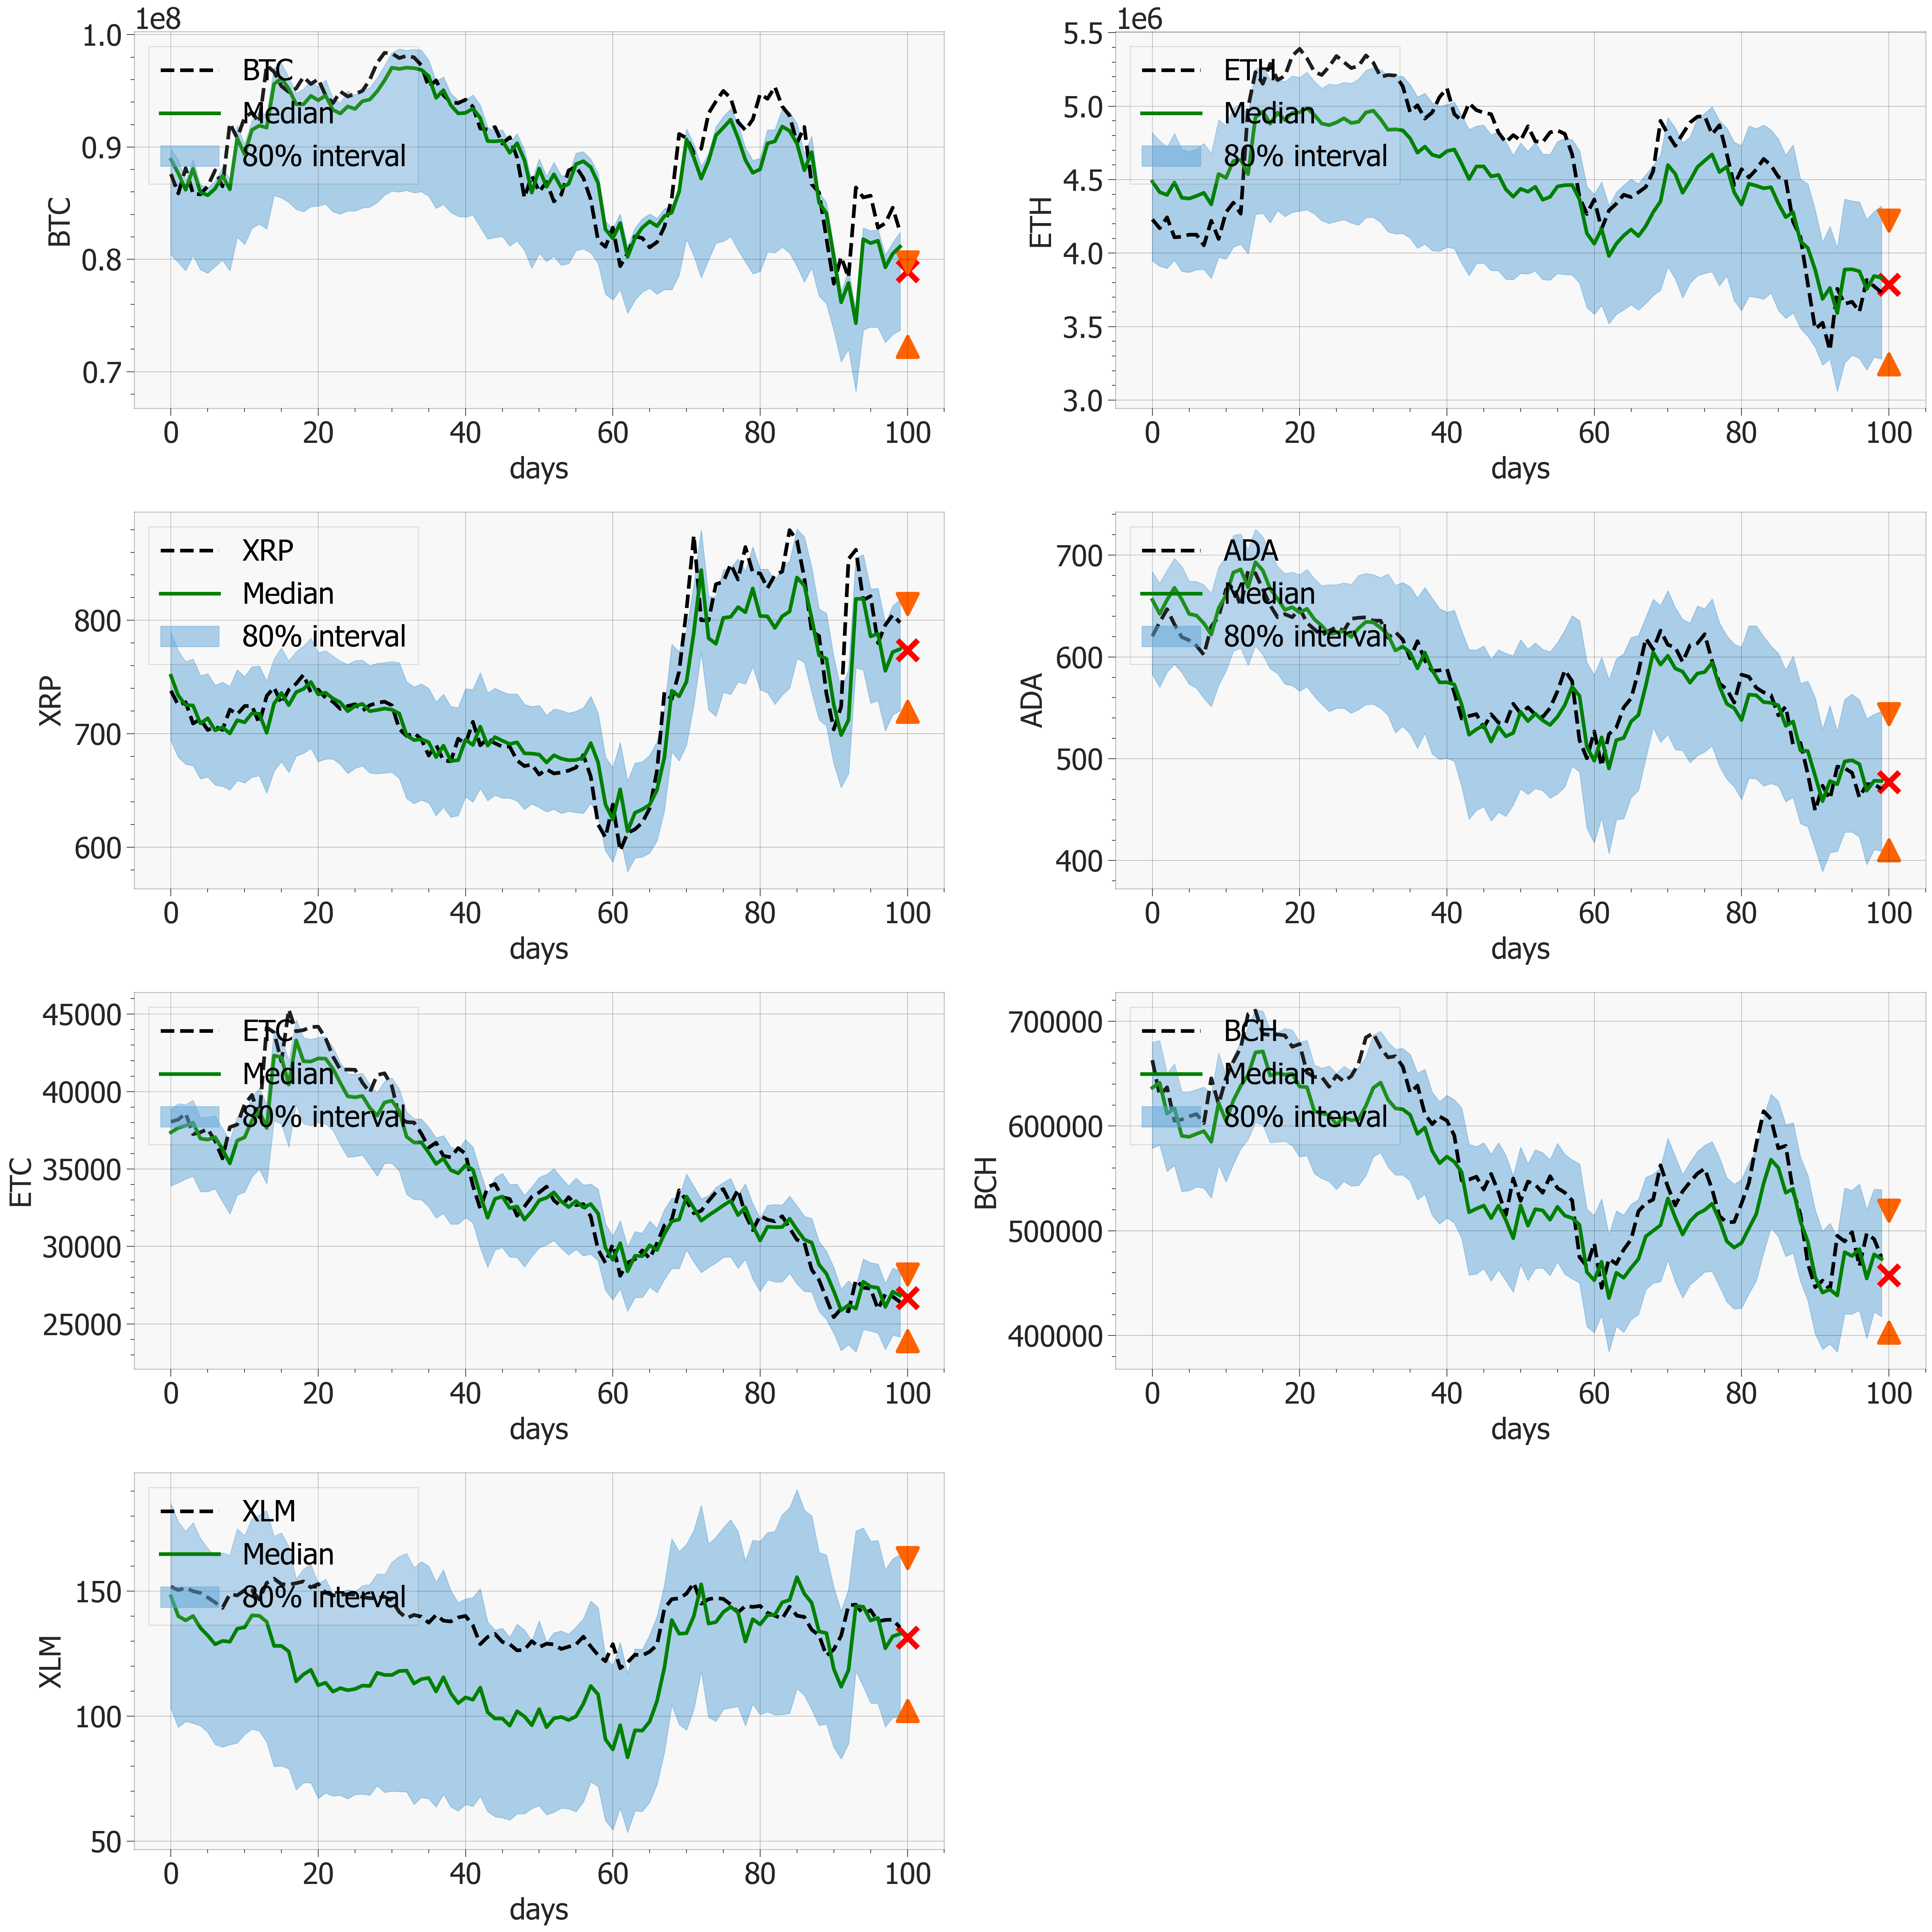 1e8
1.0
0.9
0.8
0.7
BTC
BTC
Median
80% interval
0 20 40 60 80 100
days
1e6
5.5
5.0
4.5
4.0
3.5
3.0
ETH
ETH
Median
80% interval
0 20 40 60 80 100
days
800
700
600
XRP
XRP
Median
80% interval
0 20 40 60 80 100
days
700
600
500
400
ADA
ADA
Median
80% interval
0 20 40 60 80 100
days
45000
40000
35000
30000
25000
ETC
ETC
Median
80% interval
0 20 40 60 80 100
days
700000
600000
500000
400000
BCH
BCH
Median
80% interval
0 20 40 60 80 100
days
150
100
50
XLM
XLM
Median
80% interval
0 20 40 60 80 100
days